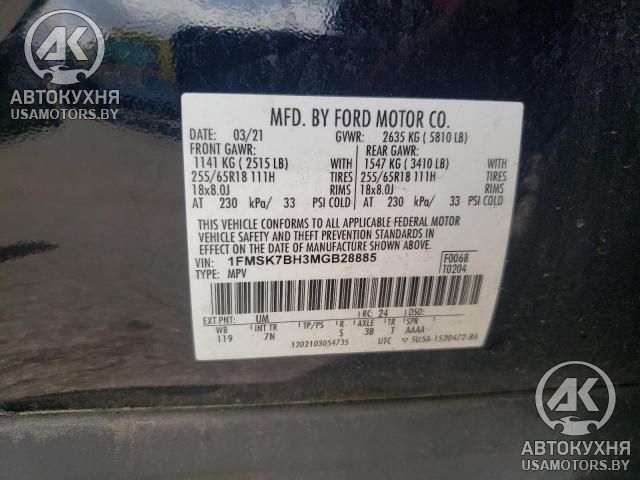 AK
АВТОКУХНЯ
USAMOTORS.BY
MFD. BY FORD MOTOR CO.
DATE: 03/21 GVWR: 2635 KG ( 5810 LB)
FRONT GAWR: REAR GAWR:
1141 KG ( 2515 LB) WITH 1547 KG ( 3410 LB) WITH
255/65R18 111H TIRES 255/65R18 111H TIRES
18x8.0J RIMS 18x8.0J RIMS
AT 230 kPa/ 33 PSI COLD AT 230 kPa/ 33 PSI COLD
THIS VEHICLE CONFORMS TO ALL APPLICABLE FEDERAL MOTOR
VEHICLE SAFETY AND THEFT PREVENTION STANDARDS IN
EFFECT ON THE DATE OF MANUFACTURE SHOWN ABOVE.
VIN: 1FMSK7BH3MGB28885 F0068
TYPE: MPV T0204
EXT PNT: UM RC: 24 DSO:
WB INT TR TP/PS R AXLE TR SPR
119 7N S 3B T AAAA
1202103054735 UTC ▽ 5U5A-1520472-BA
AK
АВТОКУХНЯ
USAMOTORS.BY